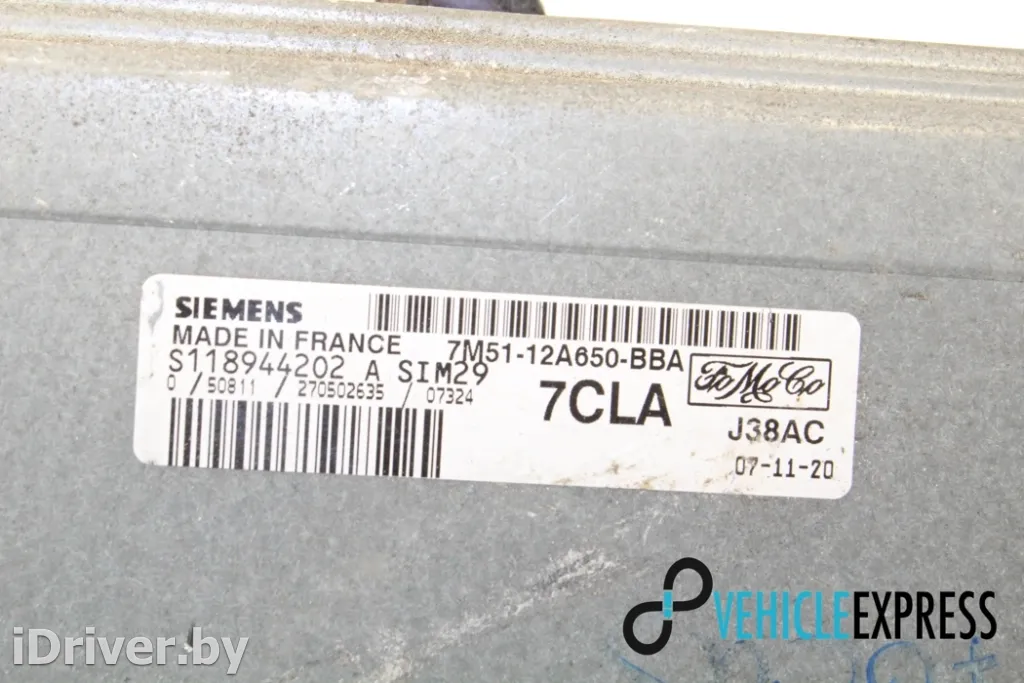 SIEMENS
MADE IN FRANCE 7M51-12A650-BBA
S118944202 A SIM29
0 / 50811 / 270502635 / 07324
7CLA
FoMoCo
J38AC
07-11-20
VEHICLEEXPRESS
iDriver.by